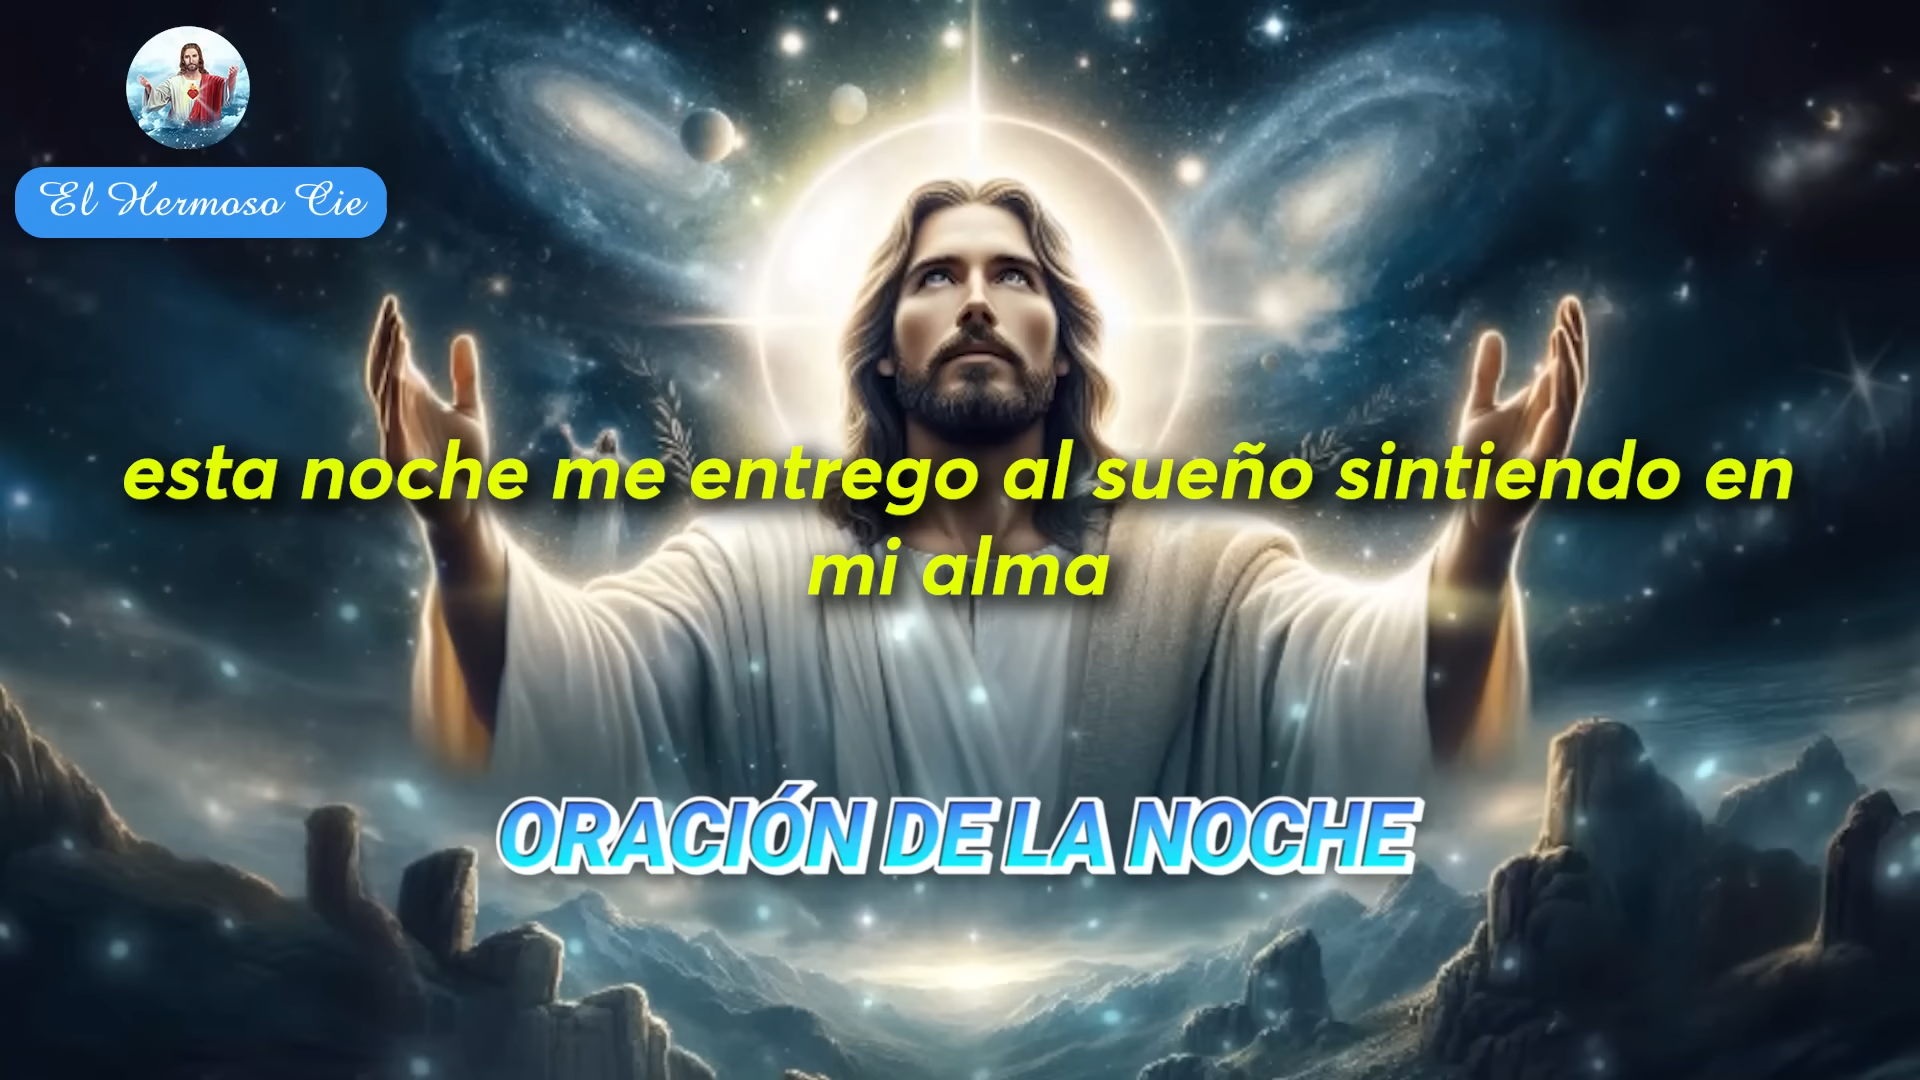 El Hermoso Cie
esta noche me entrego al sueño sintiendo en
mi alma
ORACIÓN DE LA NOCHE